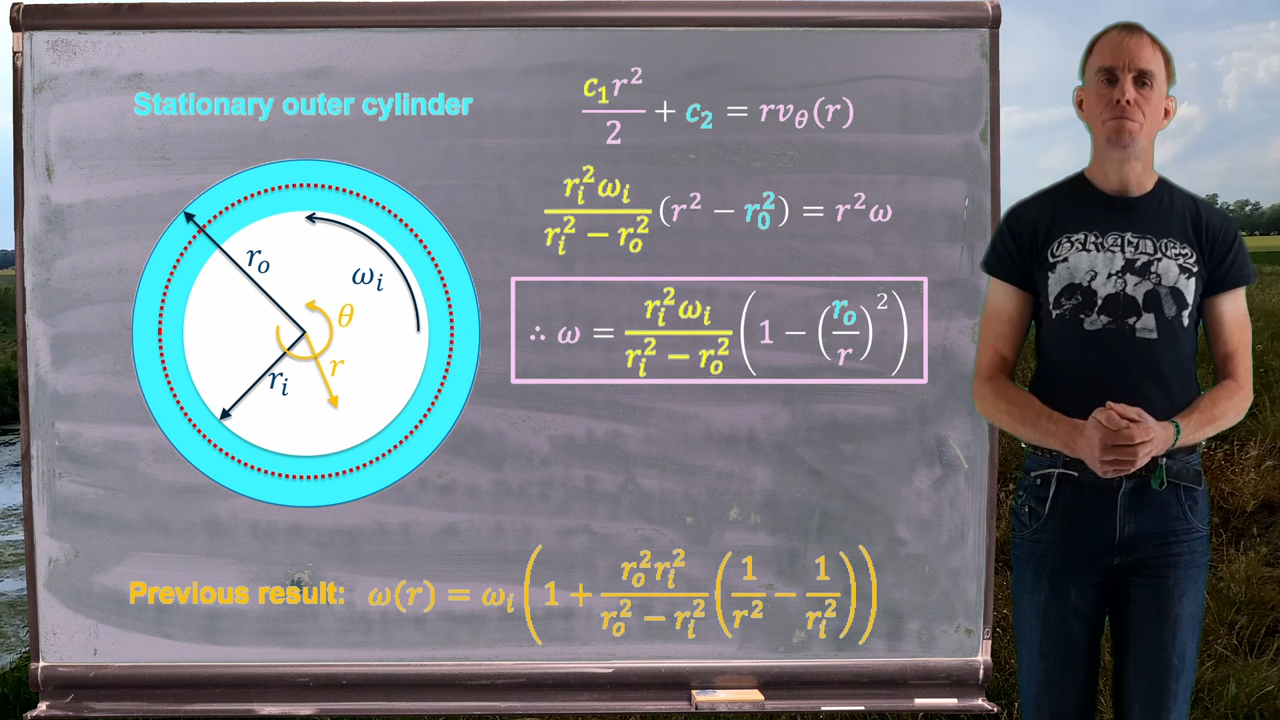 Stationary outer cylinder
c₁r²/2 + c₂ = rv_θ(r)
r_i²ω_i/(r_i² − r_o²) (r² − r_0²) = r²ω
∴ ω = r_i²ω_i/(r_i² − r_o²) (1 − (r_o/r)²)
r_o
ω_i
θ
r
r_i
GRADE2
Previous result: ω(r) = ω_i (1 + r_o²r_i²/(r_o² − r_i²) (1/r² − 1/r_i²))